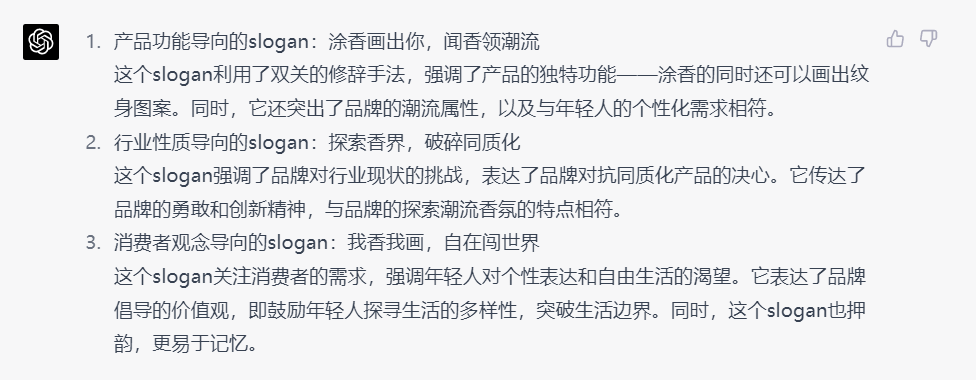 1. 产品功能导向的slogan：涂香画出你，闻香领潮流
这个slogan利用了双关的修辞手法，强调了产品的独特功能——涂香的同时还可以画出纹
身图案。同时，它还突出了品牌的潮流属性，以及与年轻人的个性化需求相符。
2. 行业性质导向的slogan：探索香界，破碎同质化
这个slogan强调了品牌对行业现状的挑战，表达了品牌对抗同质化产品的决心。它传达了
品牌的勇敢和创新精神，与品牌的探索潮流香氛的特点相符。
3. 消费者观念导向的slogan：我香我画，自在闯世界
这个slogan关注消费者的需求，强调年轻人对个性表达和自由生活的渴望。它表达了品牌
倡导的价值观，即鼓励年轻人探寻生活的多样性，突破生活边界。同时，这个slogan也押
韵，更易于记忆。